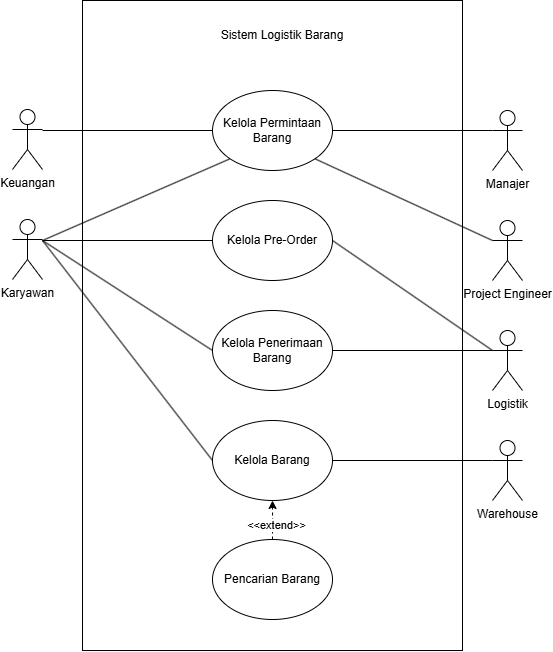 Sistem Logistik Barang
Kelola Permintaan
Barang
Keuangan
Manajer
Kelola Pre-Order
Karyawan
Project Engineer
Kelola Penerimaan
Barang
Logistik
Kelola Barang
Warehouse
<<extend>>
Pencarian Barang